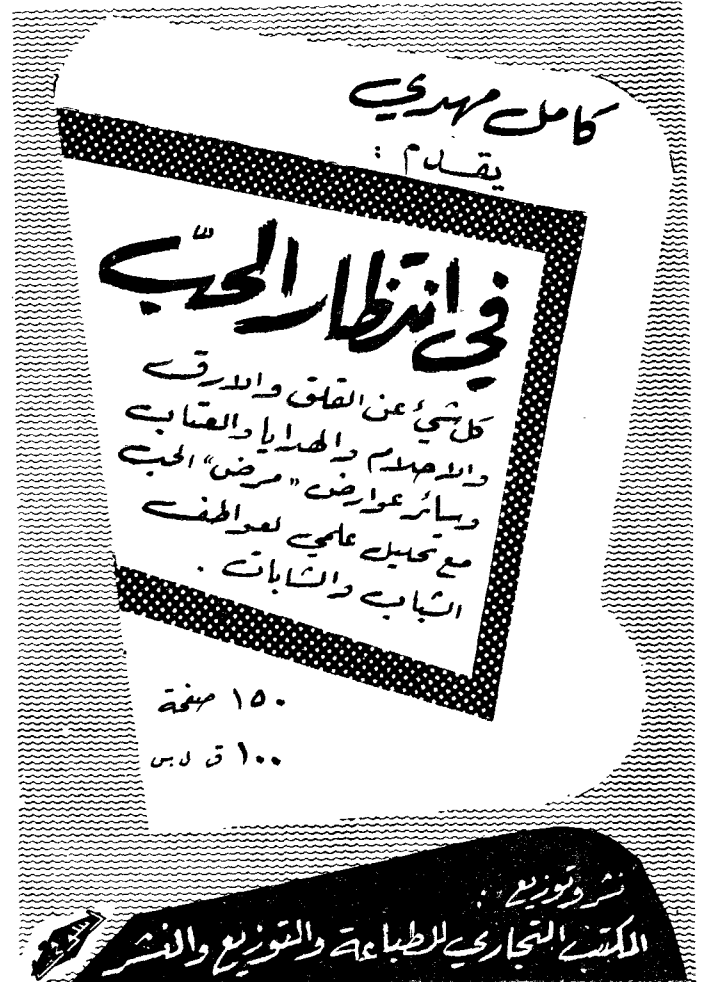 كامل مهدي
يقدم :
في انتظار الحبّ
كل شيء عن القلق والارق
والاحلام والهدايا والعتاب
وسائر عوارض "مرض" الحب
مع تحليل علمي لعواطف
الشباب والشابات .
١٥٠ صفحة
١٠٠ ق ل س
نشر وتوزيع :
المكتب التجاري للطباعة والتوزيع والنشر